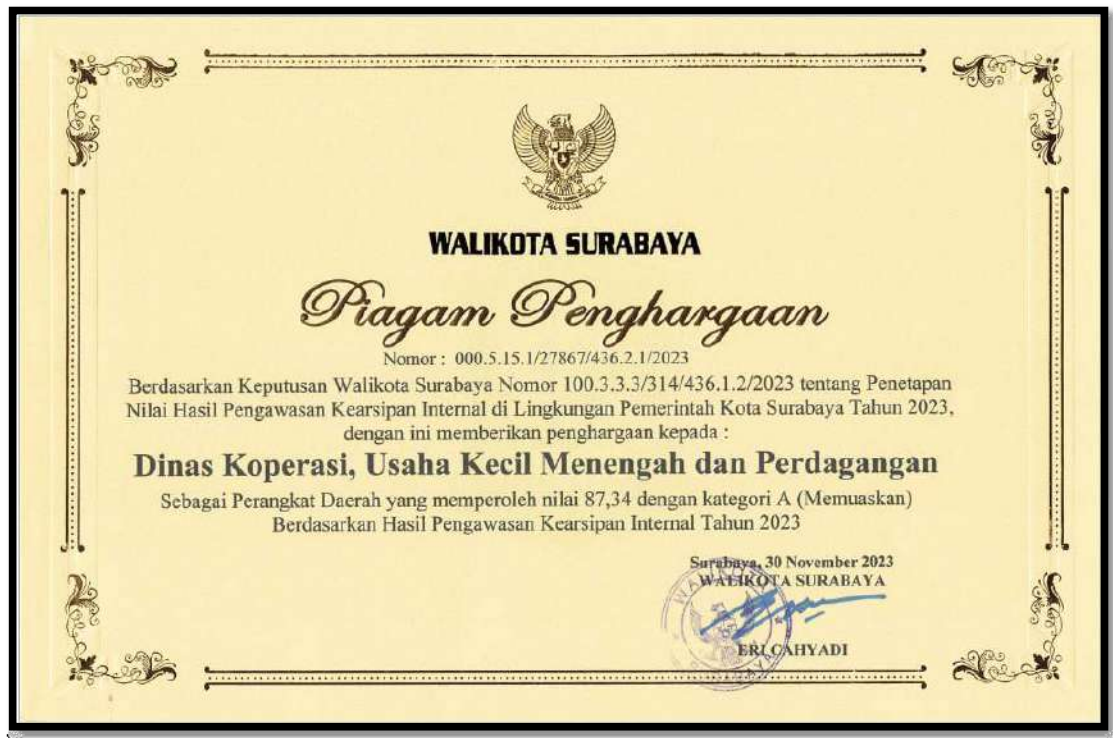 WALIKOTA SURABAYA
Piagam Penghargaan
Nomor : 000.5.15.1/27867/436.2.1/2023
Berdasarkan Keputusan Walikota Surabaya Nomor 100.3.3.3/314/436.1.2/2023 tentang Penetapan
Nilai Hasil Pengawasan Kearsipan Internal di Lingkungan Pemerintah Kota Surabaya Tahun 2023,
dengan ini memberikan penghargaan kepada :
Dinas Koperasi, Usaha Kecil Menengah dan Perdagangan
Sebagai Perangkat Daerah yang memperoleh nilai 87,34 dengan kategori A (Memuaskan)
Berdasarkan Hasil Pengawasan Kearsipan Internal Tahun 2023
Surabaya, 30 November 2023
WALIKOTA SURABAYA
ERI CAHYADI